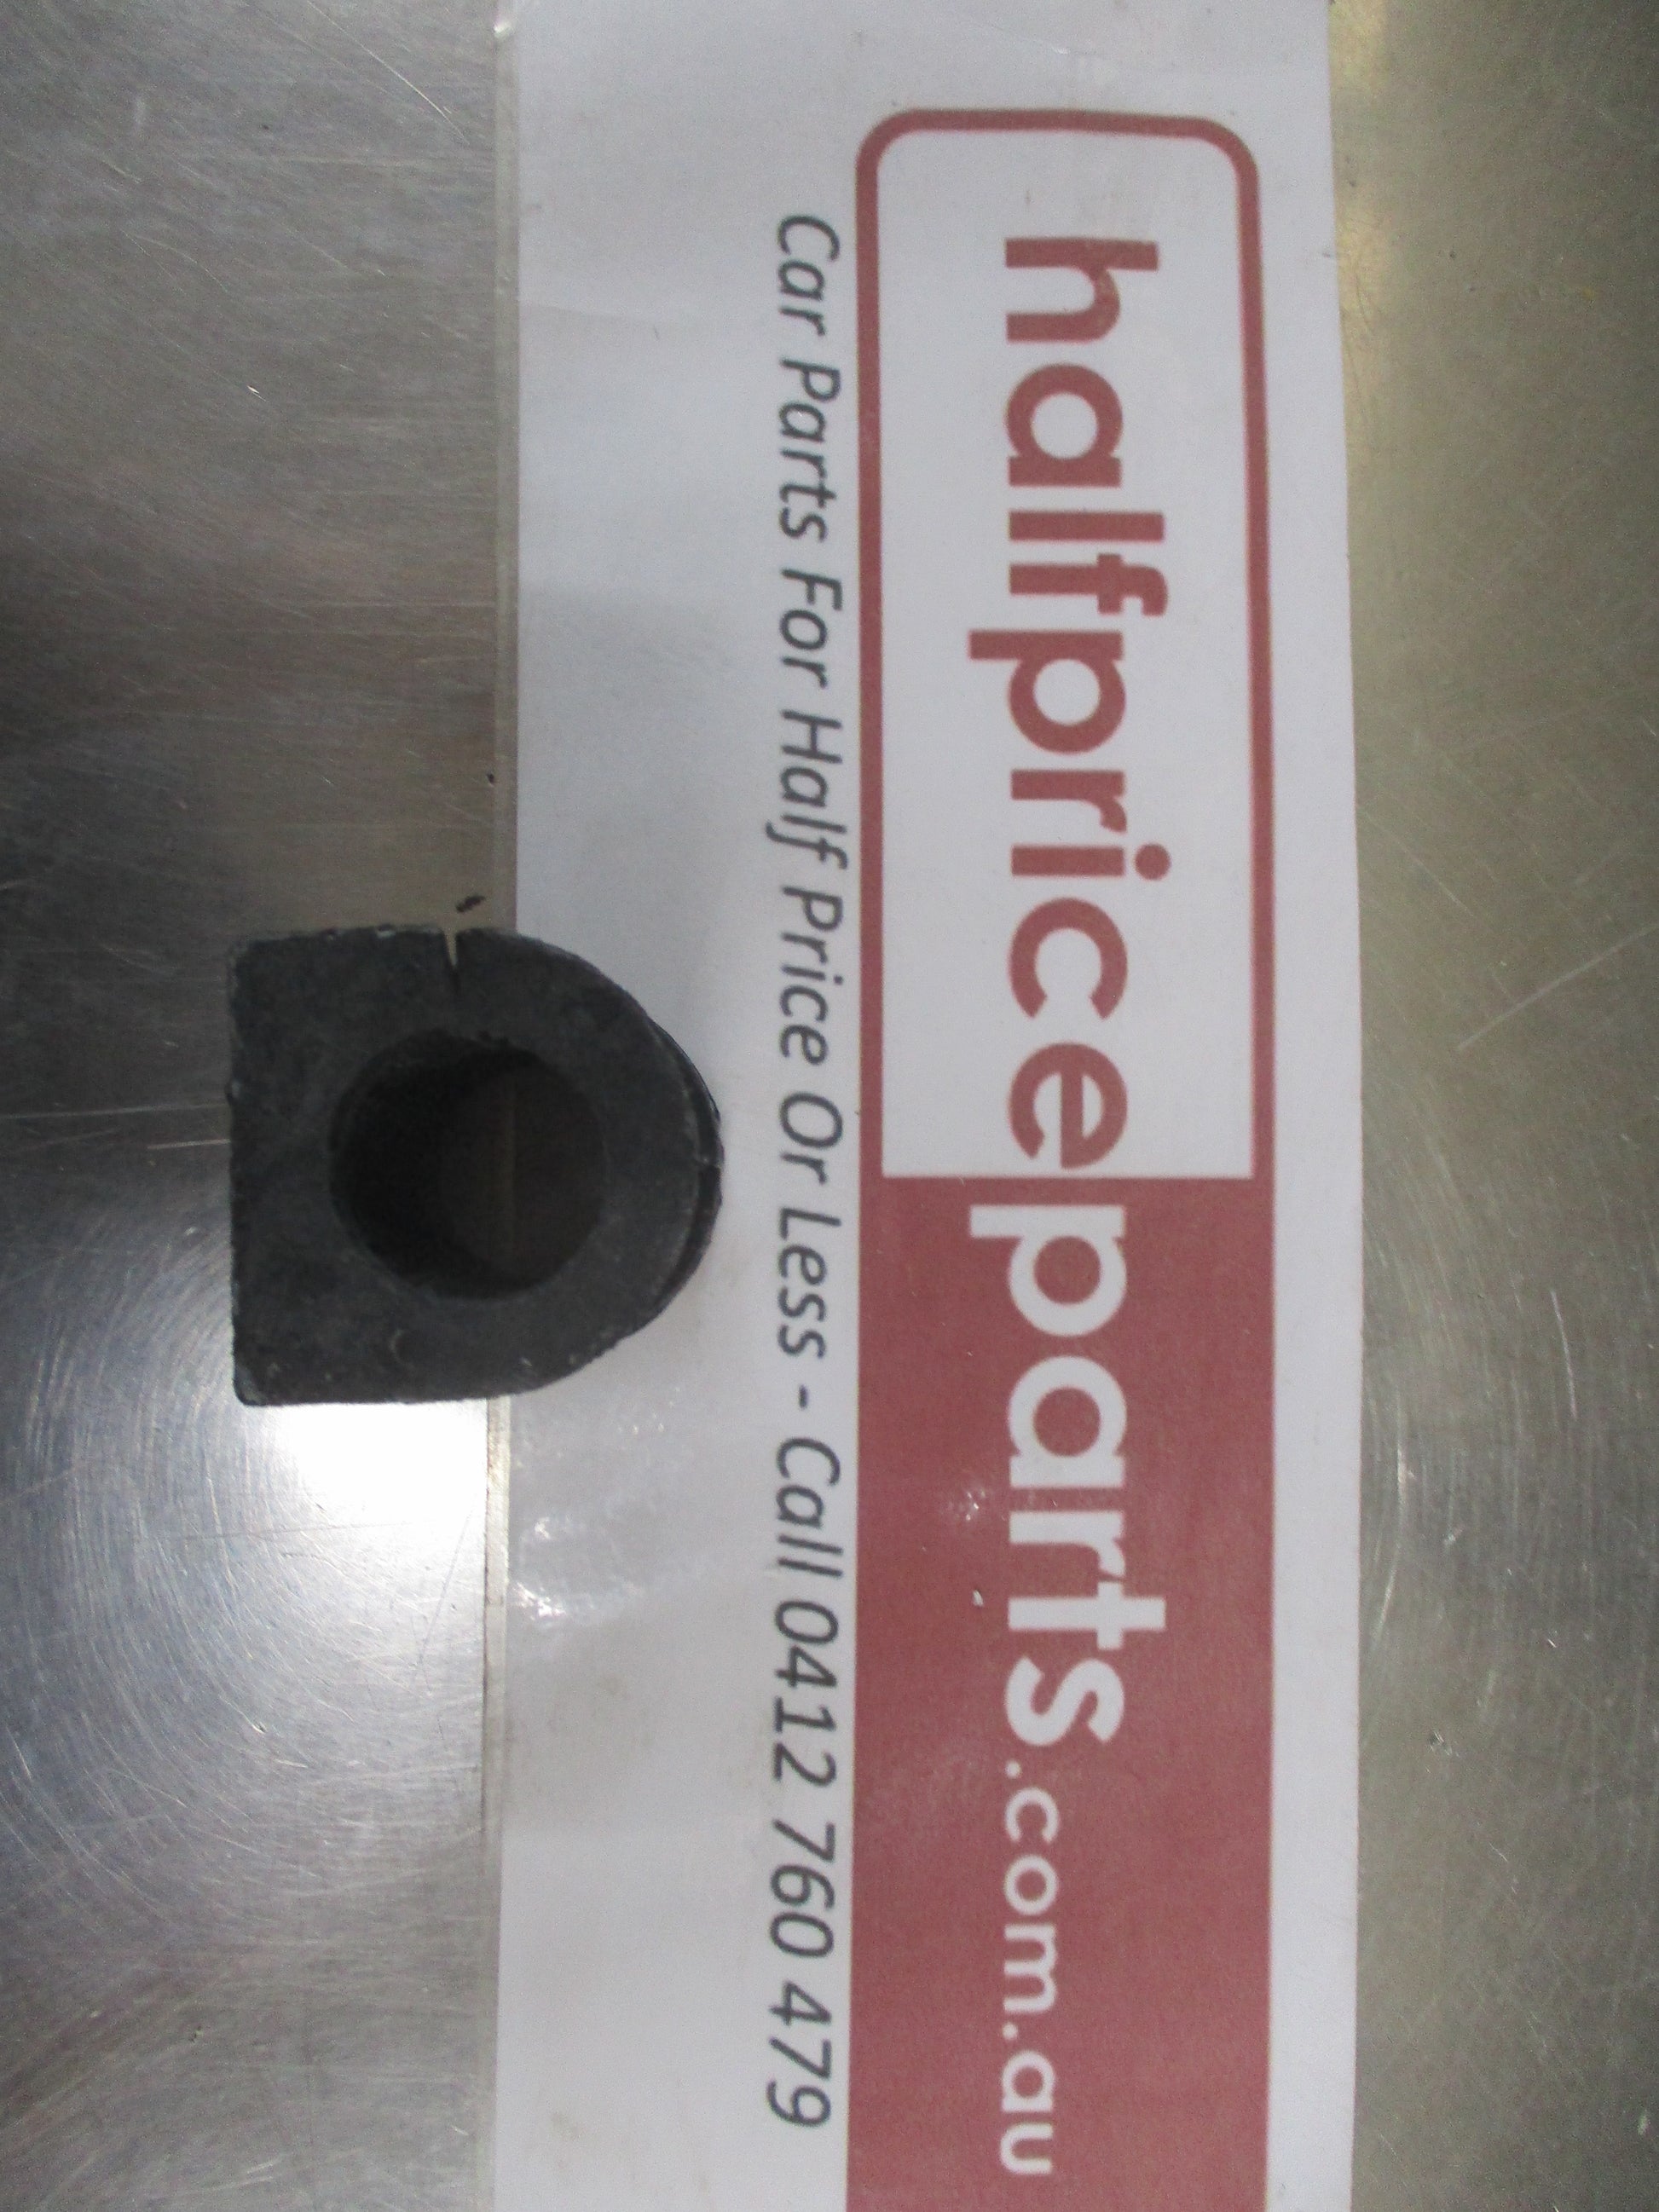 halfpriceparts.com.au
Car Parts For Half Price Or Less - Call 0412 760 479